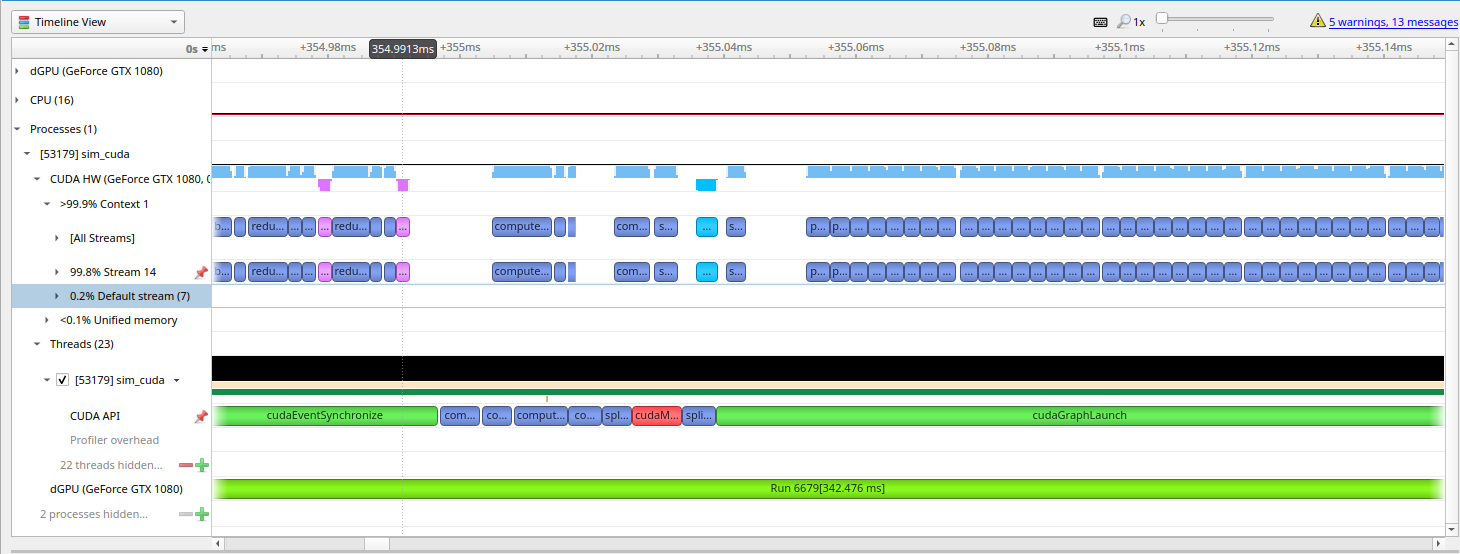 Timeline View
1x
5 warnings, 13 messages
0s
ms +354.98ms 354.9913ms +355ms +355.02ms +355.04ms +355.06ms +355.08ms +355.1ms +355.12ms +355.14ms
dGPU (GeForce GTX 1080)
CPU (16)
Processes (1)
[53179] sim_cuda
CUDA HW (GeForce GTX 1080, 0
>99.9% Context 1
[All Streams] b... redu... ... ... ... redu... ... compute... com... s... ... s... p... p... ... ... ... ... ... ... ... ... ... ... ... ... ... ... ... ... ... ... ... ... ... ... ... ... ... ... ... ... ... ... ...
99.8% Stream 14 b... redu... ... ... ... redu... ... compute... com... s... ... s... p... p... ... ... ... ... ... ... ... ... ... ... ... ... ... ... ... ... ... ... ... ... ... ... ... ... ... ... ... ... ... ... ...
0.2% Default stream (7)
<0.1% Unified memory
Threads (23)
[53179] sim_cuda
CUDA API cudaEventSynchronize com... co... comput... co... spl... cudaM... spli... cudaGraphLaunch
Profiler overhead
22 threads hidden...
dGPU (GeForce GTX 1080) Run 6679[342.476 ms]
2 processes hidden...